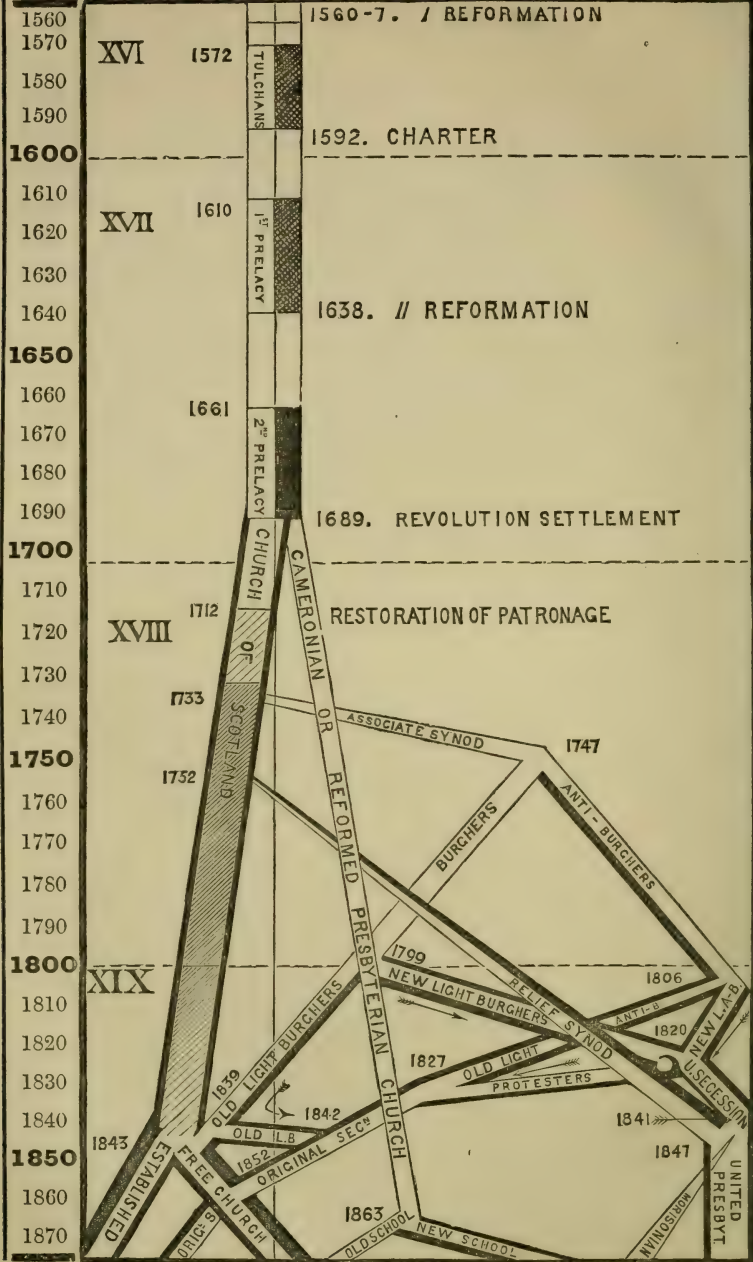 1560
1570
1580
1590
1600
1610
1620
1630
1640
1650
1660
1670
1680
1690
1700
1710
1720
1730
1740
1750
1760
1770
1780
1790
1800
1810
1820
1830
1840
1850
1860
1870
1560-7. I REFORMATION
XVI
1572
TULCHANS
1592. CHARTER
XVII
1610
1ST PRELACY
1638. II REFORMATION
1661
2ND PRELACY
1689. REVOLUTION SETTLEMENT
CHURCH OF SCOTLAND
CAMERONIAN OR REFORMED PRESBYTERIAN CHURCH
XVIII
1712
RESTORATION OF PATRONAGE
1733
ASSOCIATE SYNOD
1747
1752
BURGHERS
ANTI-BURGHERS
XIX
1799
NEW LIGHT BURGHERS
RELIEF SYNOD
1806
ANTI-B
1820
NEW L.A-B.
OLD LIGHT BURGHERS
1827
OLD LIGHT
PROTESTERS
U. SECESSION
1839
1842
OLD L.B
1841
1843
1852
ORIGINAL SECN
1847
ESTABLISHED
FREE CHURCH
ORIG. S
1863
OLD SCHOOL
NEW SCHOOL
MORISONIAN
UNITED
PRESBYT